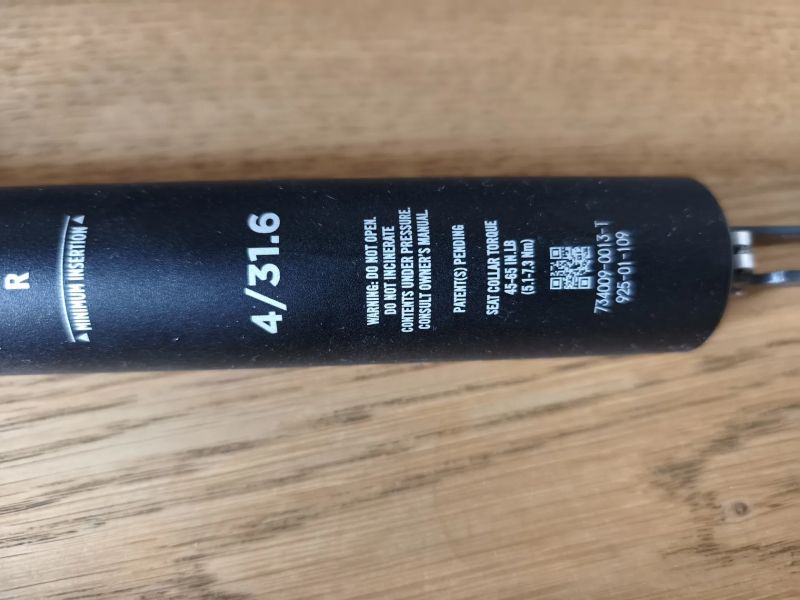 R
MINIMUM INSERTION
4/31.6
WARNING: DO NOT OPEN.
DO NOT INCINERATE
CONTENTS UNDER PRESSURE.
CONSULT OWNER'S MANUAL
PATENT(S) PENDING
SEAT COLLAR TORQUE
45-65 IN.LB
(5.1-7.3 Nm)
734009-0013-T
925-01-109